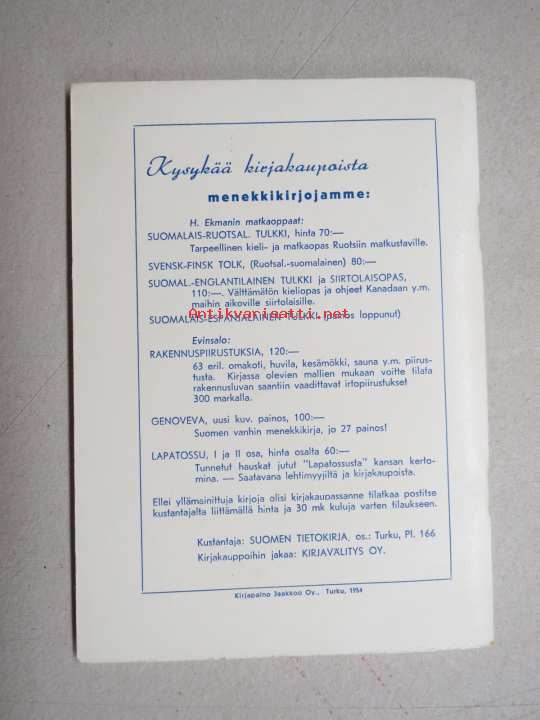 Kysykää kirjakaupoista
menekkikirjojamme:
H. Ekmanin matkaoppaat:
SUOMALAIS-RUOTSAL. TULKKI, hinta 70:—
Tarpeellinen kieli- ja matkaopas Ruotsiin matkustaville.
SVENSK-FINSK TOLK, (Ruotsal.-suomalainen) 80:—
SUOMAL.-ENGLANTILAINEN TULKKI ja SIIRTOLAISOPAS,
110:—. Välttämätön kieliopas ja ohjeet Kanadaan y.m.
maihin aikoville siirtolaisille.
Antikvariaatti.net
SUOMALAIS-ESPANJALAINEN TULKKI (painos loppunut)
Evinsalo:
RAKENNUSPIIRUSTUKSIA, 120:—
63 eril. omakoti, huvila, kesämökki, sauna y.m. piirus-
tusta. Kirjassa olevien mallien mukaan voitte tilata
rakennusluvan saantiin vaadittavat irtopiirustukset
300 markalla.
GENOVEVA, uusi kuv. painos, 100:—
Suomen vanhin menekkikirja, jo 27 painos!
LAPATOSSU, I ja II osa, hinta osalta 60:—
Tunnetut hauskat jutut "Lapatossusta" kansan kerto-
mina. — Saatavana lehtimyyjiltä ja kirjakaupoista.
Ellei yllämainittuja kirjoja olisi kirjakaupassanne tilatkaa postitse
kustantajalta liittämällä hinta ja 30 mk kuluja varten tilaukseen.
Kustantaja: SUOMEN TIETOKIRJA, os.: Turku, Pl. 166
Kirjakauppoihin jakaa: KIRJAVÄLITYS OY.
Kirjapaino Jaakkoo Oy., Turku, 1954